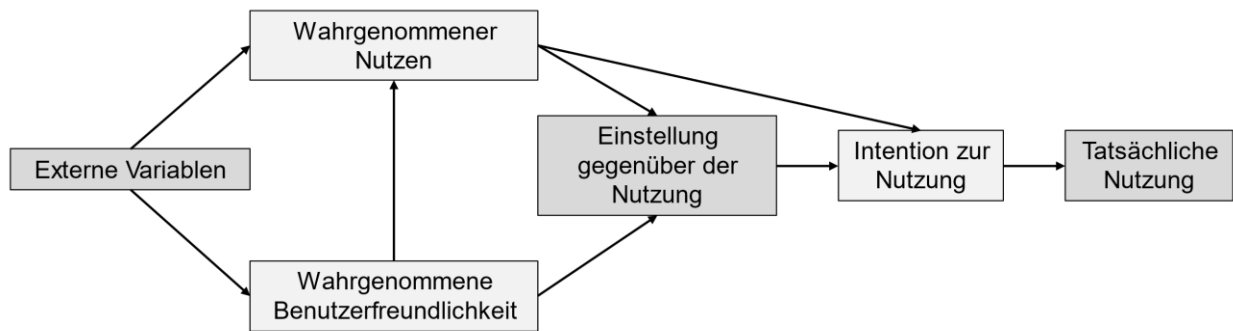 Wahrgenommener
Nutzen
Externe Variablen
Einstellung
gegenüber der
Nutzung
Intention zur
Nutzung
Tatsächliche
Nutzung
Wahrgenommene
Benutzerfreundlichkeit